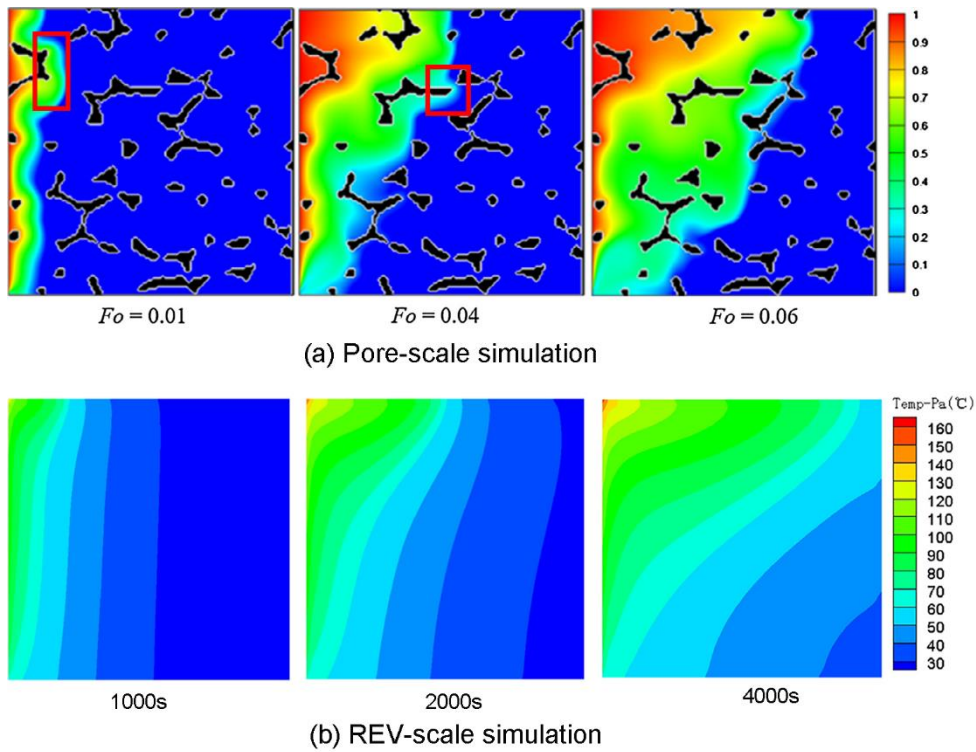 1
0.9
0.8
0.7
0.6
0.5
0.4
0.3
0.2
0.1
0
Fo = 0.01
Fo = 0.04
Fo = 0.06
(a) Pore-scale simulation
Temp-Pa(℃)
160
150
140
130
120
110
100
90
80
70
60
50
40
30
1000s
2000s
4000s
(b) REV-scale simulation